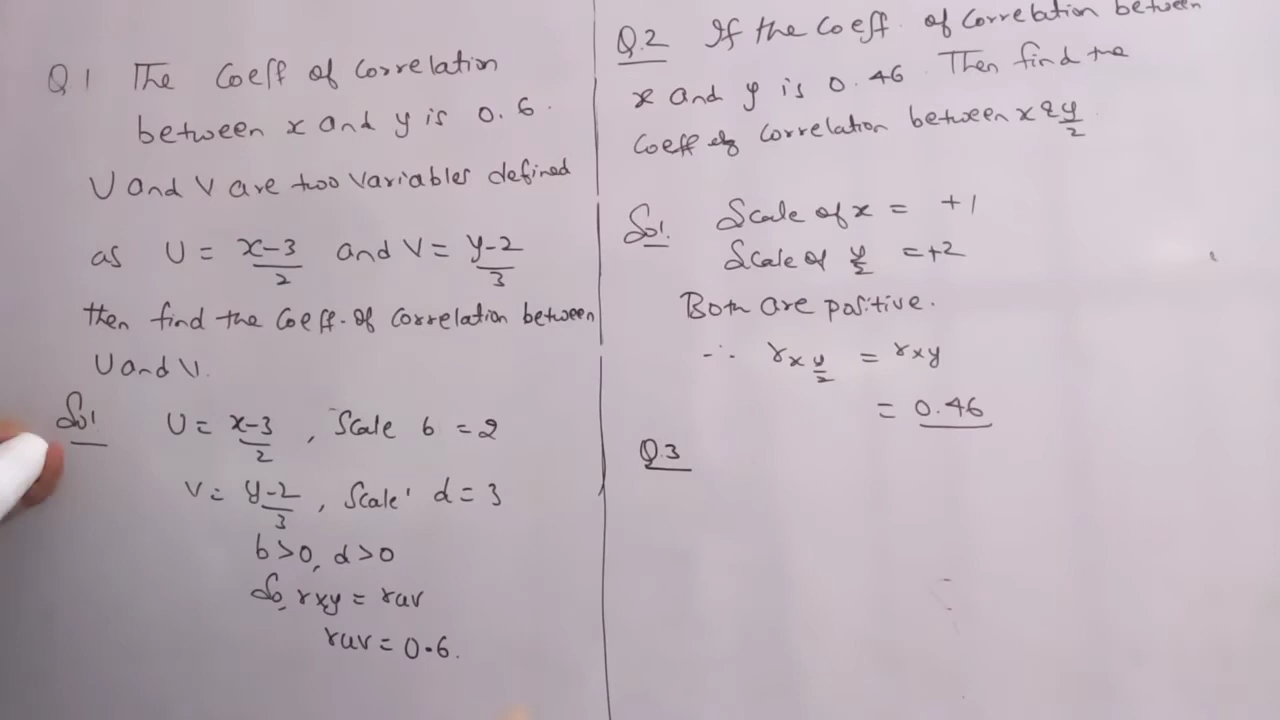 Q 1 The Coeff of Correlation
between x and y is 0.6.
U and V are two variables defined
as U = x-3/2 and V = y-2/3
then find the coeff. of correlation between
U and V.
Sol U = x-3/2, Scale b = 2
V = y-2/3, Scale' d = 3
b>0, d>0
So, rxy = ruv
ruv = 0.6.
Q.2 If the Coeff. of Correlation between
x and y is 0.46 Then find the
Coeff of Correlation between x & y/2
Sol. Scale of x = +1
Scale of y/2 = +2
Both are positive.
∴ r x y/2 = rxy
= 0.46
Q.3